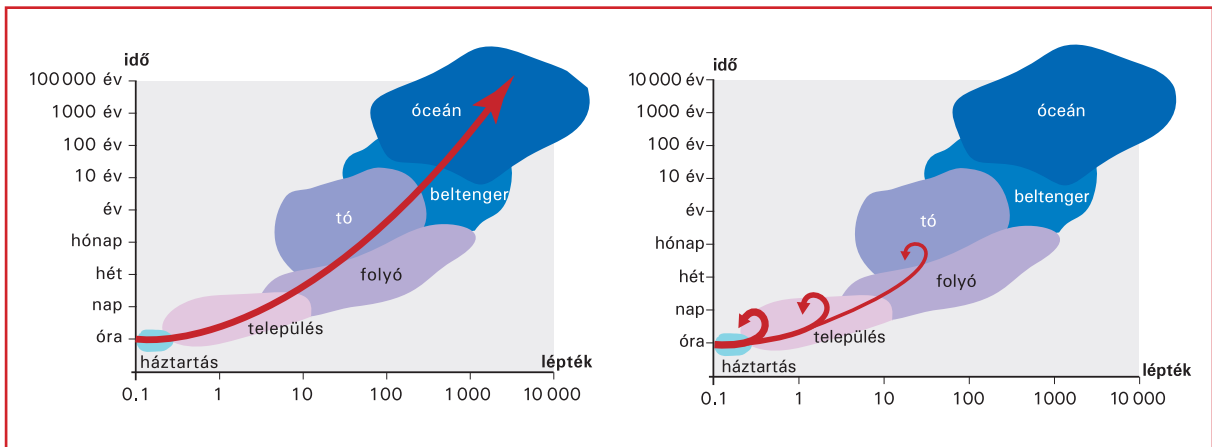 idő
100 000 év
1000 év
100 év
10 év
év
hónap
hét
nap
óra
óceán
beltenger
tó
folyó
település
háztartás
lépték
0.1
1
10
100
1000
10 000
idő
10 000 év
1000 év
100 év
10 év
év
hónap
hét
nap
óra
óceán
beltenger
tó
folyó
település
háztartás
lépték
0.1
1
10
100
1000
10 000